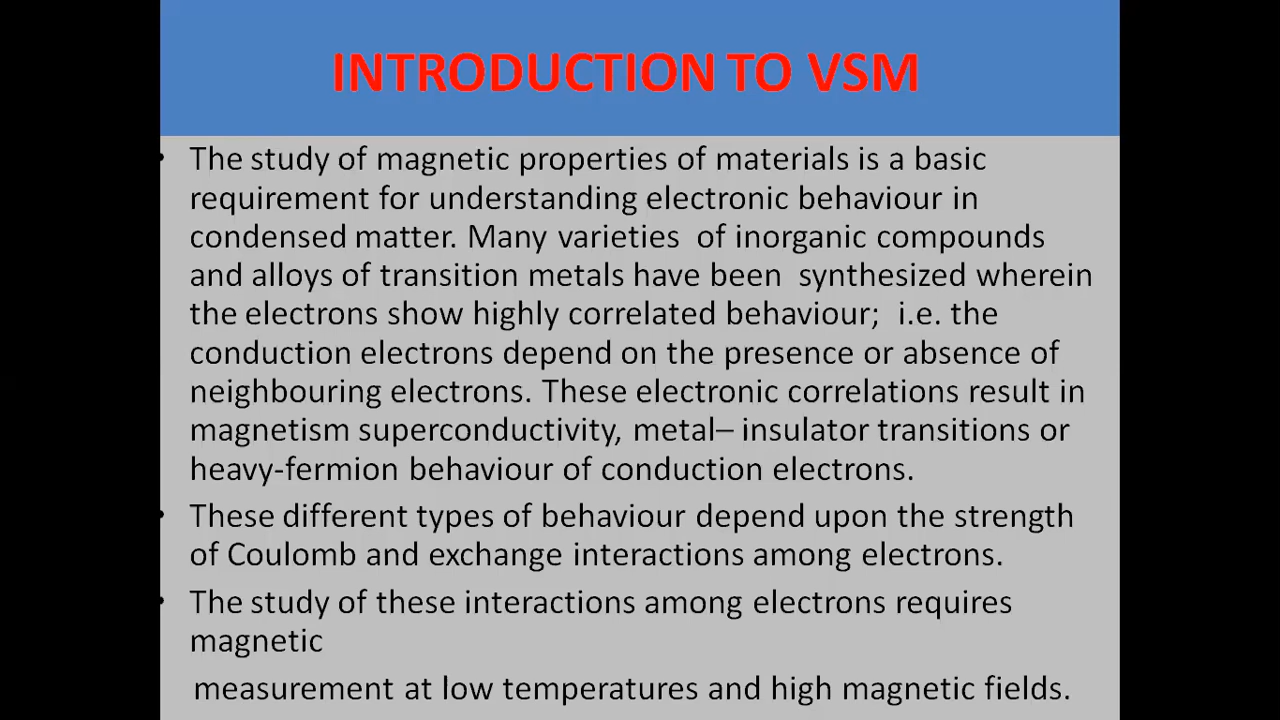 INTRODUCTION TO VSM
• The study of magnetic properties of materials is a basic
requirement for understanding electronic behaviour in
condensed matter. Many varieties  of inorganic compounds
and alloys of transition metals have been  synthesized wherein
the electrons show highly correlated behaviour;  i.e. the
conduction electrons depend on the presence or absence of
neighbouring electrons. These electronic correlations result in
magnetism superconductivity, metal– insulator transitions or
heavy-fermion behaviour of conduction electrons.
• These different types of behaviour depend upon the strength
of Coulomb and exchange interactions among electrons.
• The study of these interactions among electrons requires
magnetic
measurement at low temperatures and high magnetic fields.